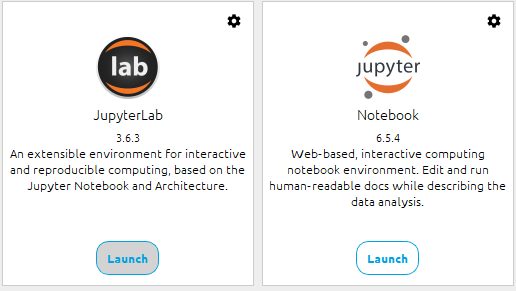 lab
JupyterLab
3.6.3
An extensible environment for interactive
and reproducible computing, based on the
Jupyter Notebook and Architecture.
Launch
jupyter
Notebook
6.5.4
Web-based, interactive computing
notebook environment. Edit and run
human-readable docs while describing the
data analysis.
Launch